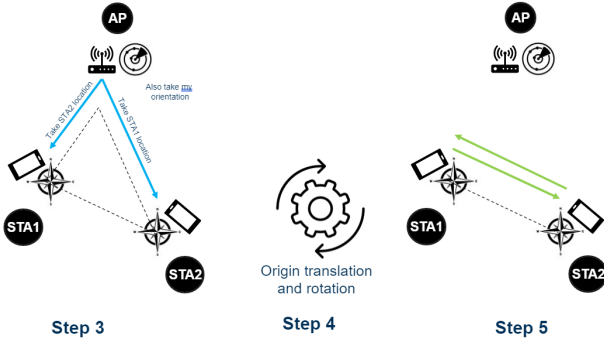 AP
AP
Also take my
orientation
Take STA2 location
Take STA1 location
STA1
STA2
Origin translation
and rotation
STA1
STA2
Step 3
Step 4
Step 5